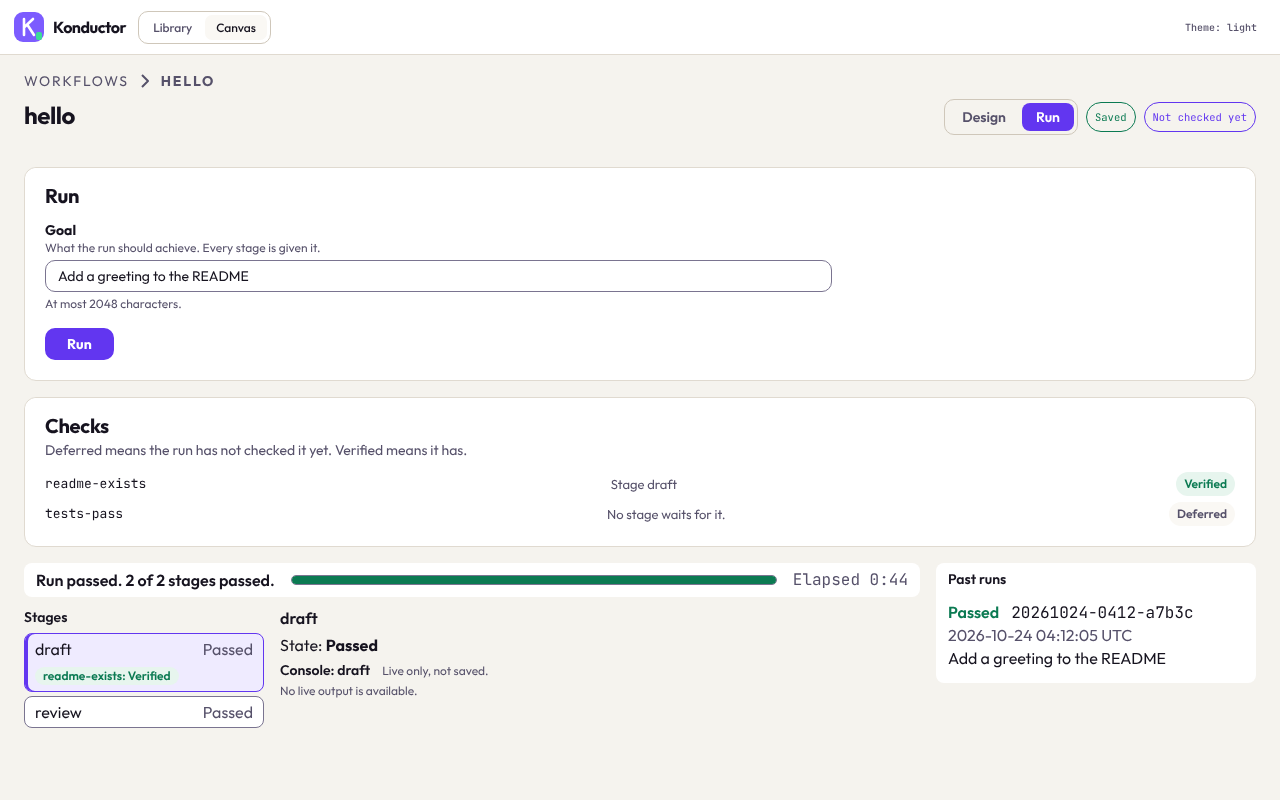 Konductor
Library
Canvas
Theme: light
WORKFLOWS > HELLO
hello
Design
Run
Saved
Not checked yet
Run
Goal
What the run should achieve. Every stage is given it.
Add a greeting to the README
At most 2048 characters.
Run
Checks
Deferred means the run has not checked it yet. Verified means it has.
readme-exists Stage draft Verified
tests-pass No stage waits for it. Deferred
Run passed. 2 of 2 stages passed. Elapsed 0:44
Stages
draft Passed
readme-exists: Verified
review Passed
draft
State: Passed
Console: draft Live only, not saved.
No live output is available.
Past runs
Passed 20261024-0412-a7b3c
2026-10-24 04:12:05 UTC
Add a greeting to the README